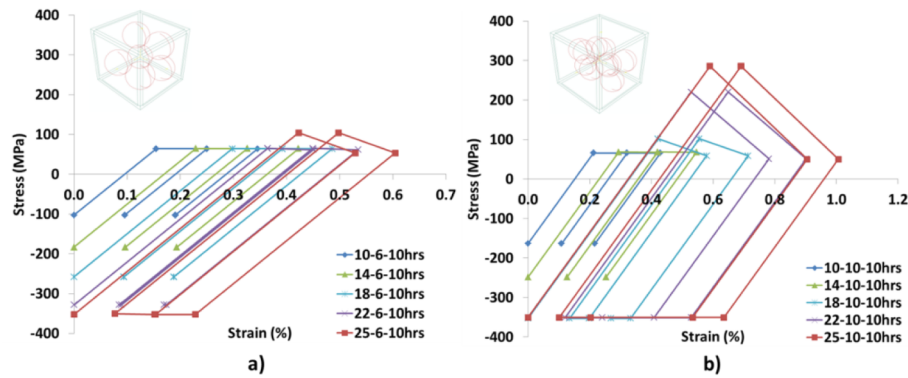 400
300
200
100
0
-100
-200
-300
-400
0.0 0.1 0.2 0.3 0.4 0.5 0.6 0.7
Stress (MPa)
Strain (%)
10-6-10hrs
14-6-10hrs
18-6-10hrs
22-6-10hrs
25-6-10hrs
a)
400
300
200
100
0
-100
-200
-300
-400
0.0 0.2 0.4 0.6 0.8 1.0 1.2
Stress (MPa)
Strain (%)
10-10-10hrs
14-10-10hrs
18-10-10hrs
22-10-10hrs
25-10-10hrs
b)